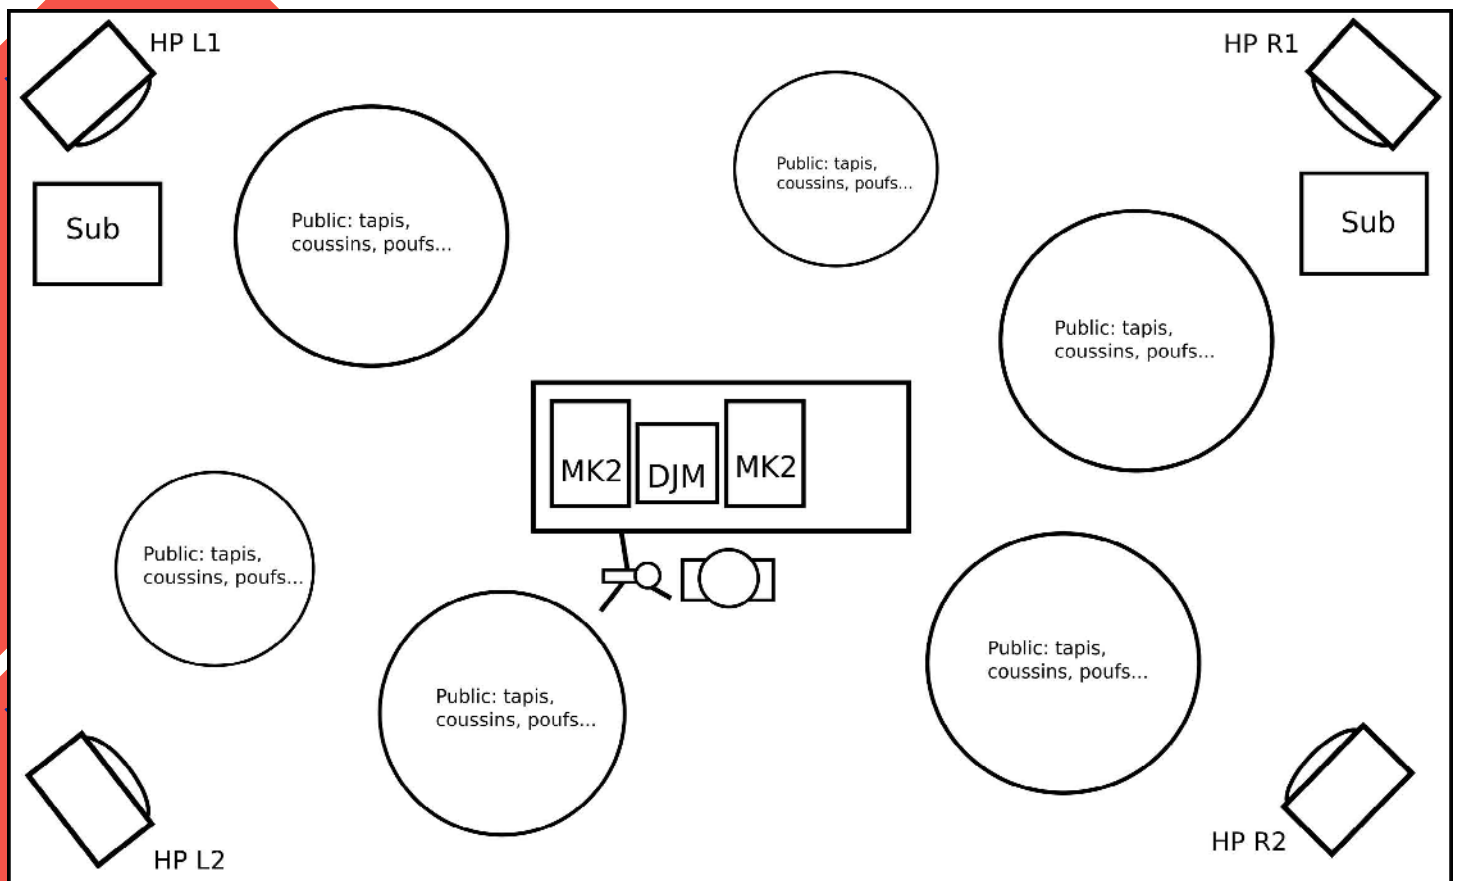 HP L1
HP R1
Public: tapis,
coussins, poufs...
Sub
Public: tapis,
coussins, poufs...
Sub
Public: tapis,
coussins, poufs...
MK2
DJM
MK2
Public: tapis,
coussins, poufs...
Public: tapis,
coussins, poufs...
Public: tapis,
coussins, poufs...
HP L2
HP R2